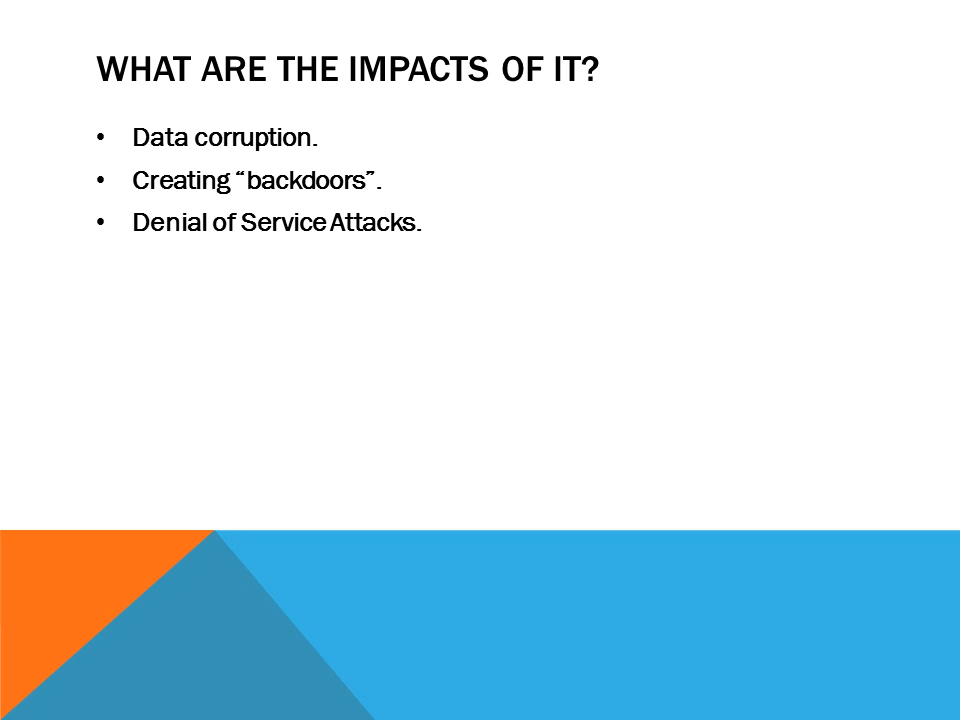 WHAT ARE THE IMPACTS OF IT?
• Data corruption.
• Creating “backdoors”.
• Denial of Service Attacks.